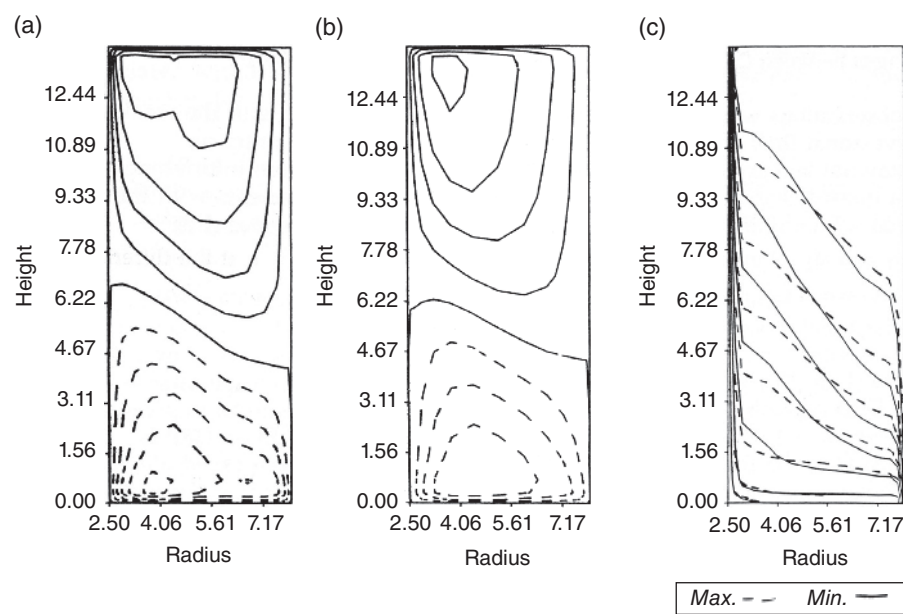 (a)
(b)
(c)
Height
12.44
10.89
9.33
7.78
6.22
4.67
3.11
1.56
0.00
2.50 4.06 5.61 7.17
Radius
Height
12.44
10.89
9.33
7.78
6.22
4.67
3.11
1.56
0.00
2.50 4.06 5.61 7.17
Radius
Height
12.44
10.89
9.33
7.78
6.22
4.67
3.11
1.56
0.00
2.50 4.06 5.61 7.17
Radius
Max. Min.